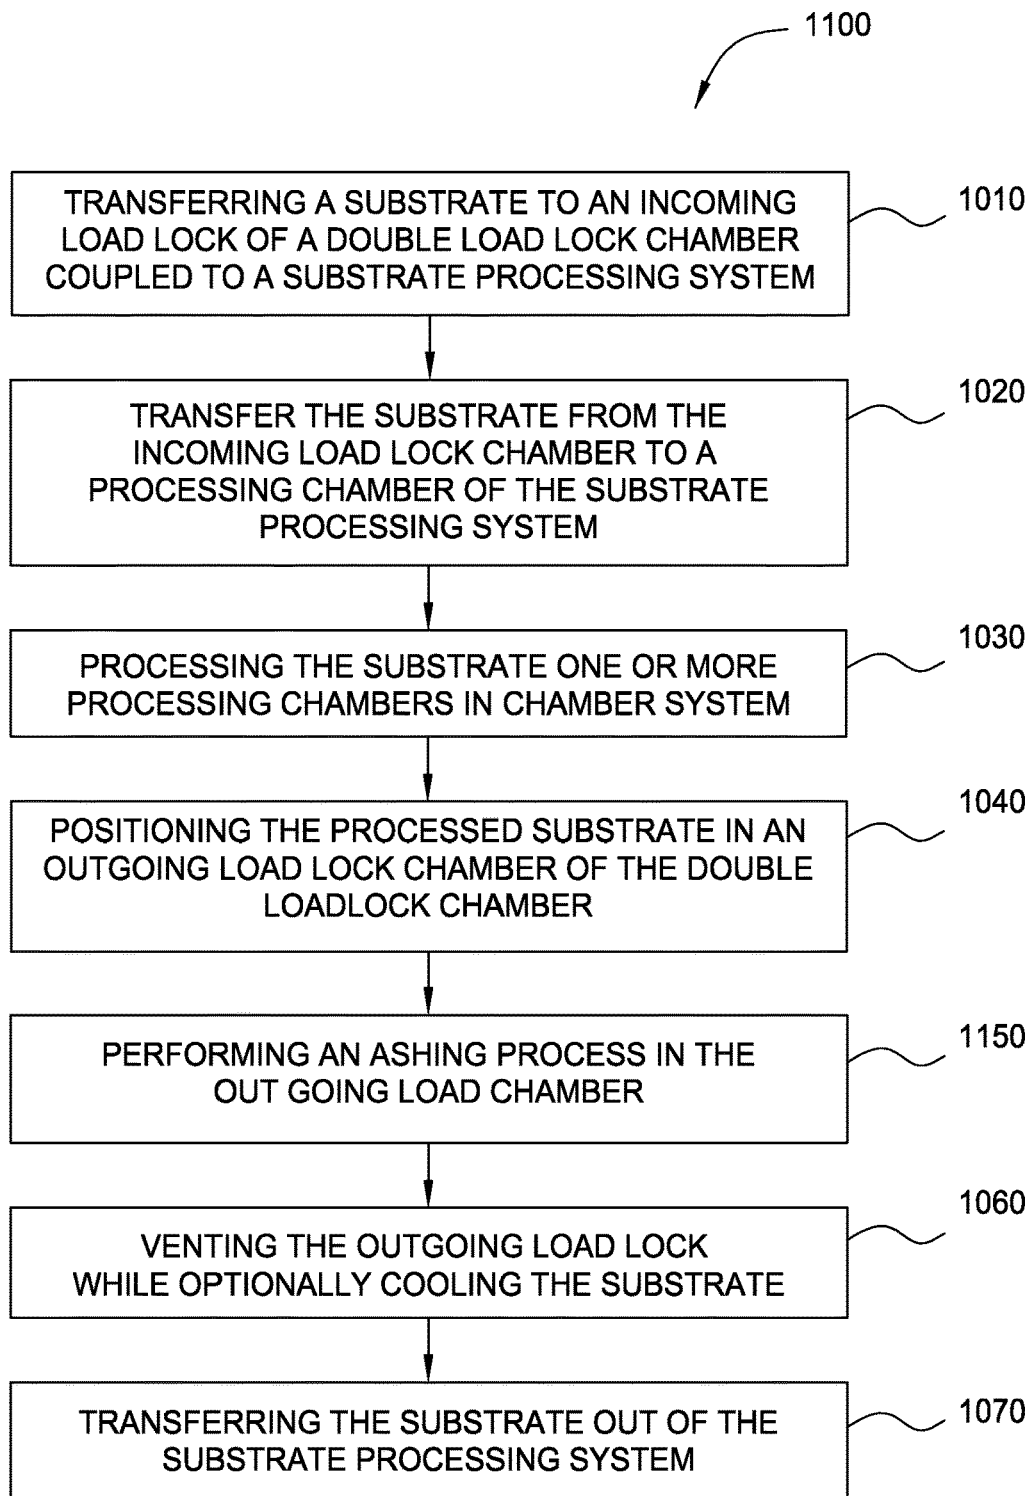 1100
TRANSFERRING A SUBSTRATE TO AN INCOMING
LOAD LOCK OF A DOUBLE LOAD LOCK CHAMBER
COUPLED TO A SUBSTRATE PROCESSING SYSTEM
1010
TRANSFER THE SUBSTRATE FROM THE
INCOMING LOAD LOCK CHAMBER TO A
PROCESSING CHAMBER OF THE SUBSTRATE
PROCESSING SYSTEM
1020
PROCESSING THE SUBSTRATE ONE OR MORE
PROCESSING CHAMBERS IN CHAMBER SYSTEM
1030
POSITIONING THE PROCESSED SUBSTRATE IN AN
OUTGOING LOAD LOCK CHAMBER OF THE DOUBLE
LOADLOCK CHAMBER
1040
PERFORMING AN ASHING PROCESS IN THE
OUT GOING LOAD CHAMBER
1150
VENTING THE OUTGOING LOAD LOCK
WHILE OPTIONALLY COOLING THE SUBSTRATE
1060
TRANSFERRING THE SUBSTRATE OUT OF THE
SUBSTRATE PROCESSING SYSTEM
1070